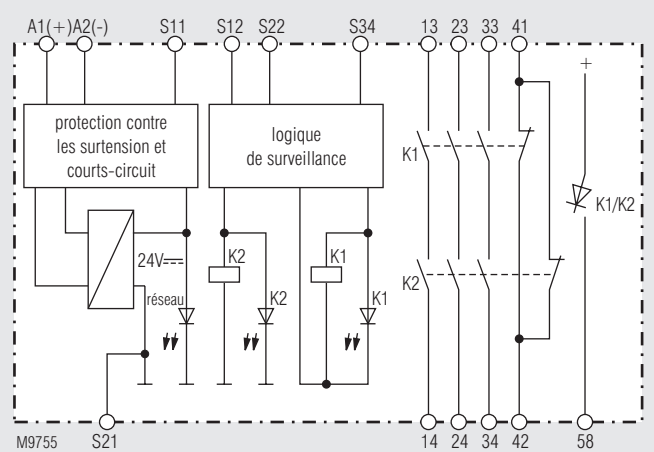 A1(+) A2(-) S11 S12 S22 S34 13 23 33 41
+
protection contre
les surtension et
courts-circuit
logique
de surveillance
K1
K1/K2
24V
K2 K1
K2
réseau
K2 K1
M9755 S21 14 24 34 42 58